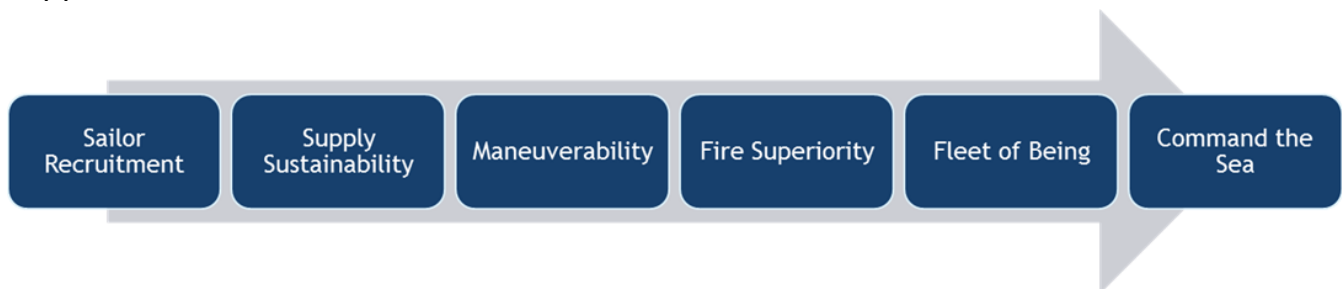 Sailor
Recruitment
Supply
Sustainability
Maneuverability
Fire Superiority
Fleet of Being
Command the
Sea